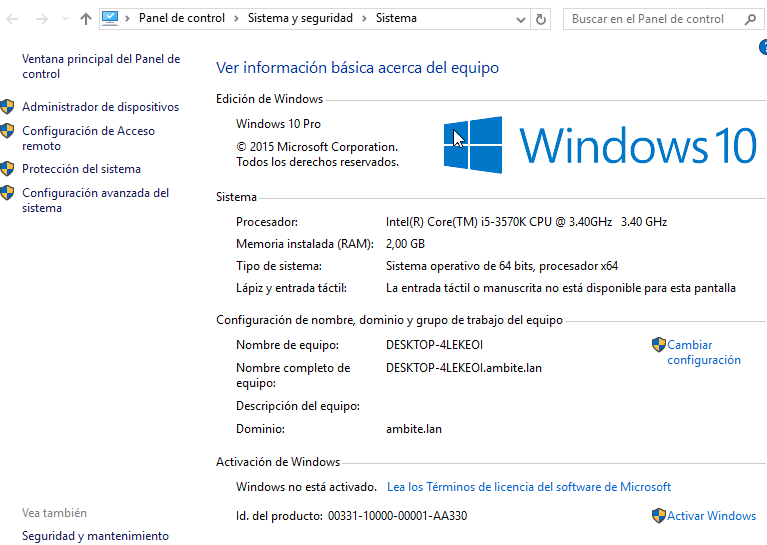 Panel de control > Sistema y seguridad > Sistema
Buscar en el Panel de control
Ventana principal del Panel de
control
Administrador de dispositivos
Configuración de Acceso
remoto
Protección del sistema
Configuración avanzada del
sistema
Ver información básica acerca del equipo
Edición de Windows
Windows 10 Pro
© 2015 Microsoft Corporation.
Todos los derechos reservados.
Windows 10
Sistema
Procesador: Intel(R) Core(TM) i5-3570K CPU @ 3.40GHz 3.40 GHz
Memoria instalada (RAM): 2,00 GB
Tipo de sistema: Sistema operativo de 64 bits, procesador x64
Lápiz y entrada táctil: La entrada táctil o manuscrita no está disponible para esta pantalla
Configuración de nombre, dominio y grupo de trabajo del equipo
Nombre de equipo: DESKTOP-4LEKEOI
Cambiar
configuración
Nombre completo de
equipo:
DESKTOP-4LEKEOI.ambite.lan
Descripción del equipo:
Dominio: ambite.lan
Activación de Windows
Windows no está activado. Lea los Términos de licencia del software de Microsoft
Id. del producto: 00331-10000-00001-AA330
Activar Windows
Vea también
Seguridad y mantenimiento